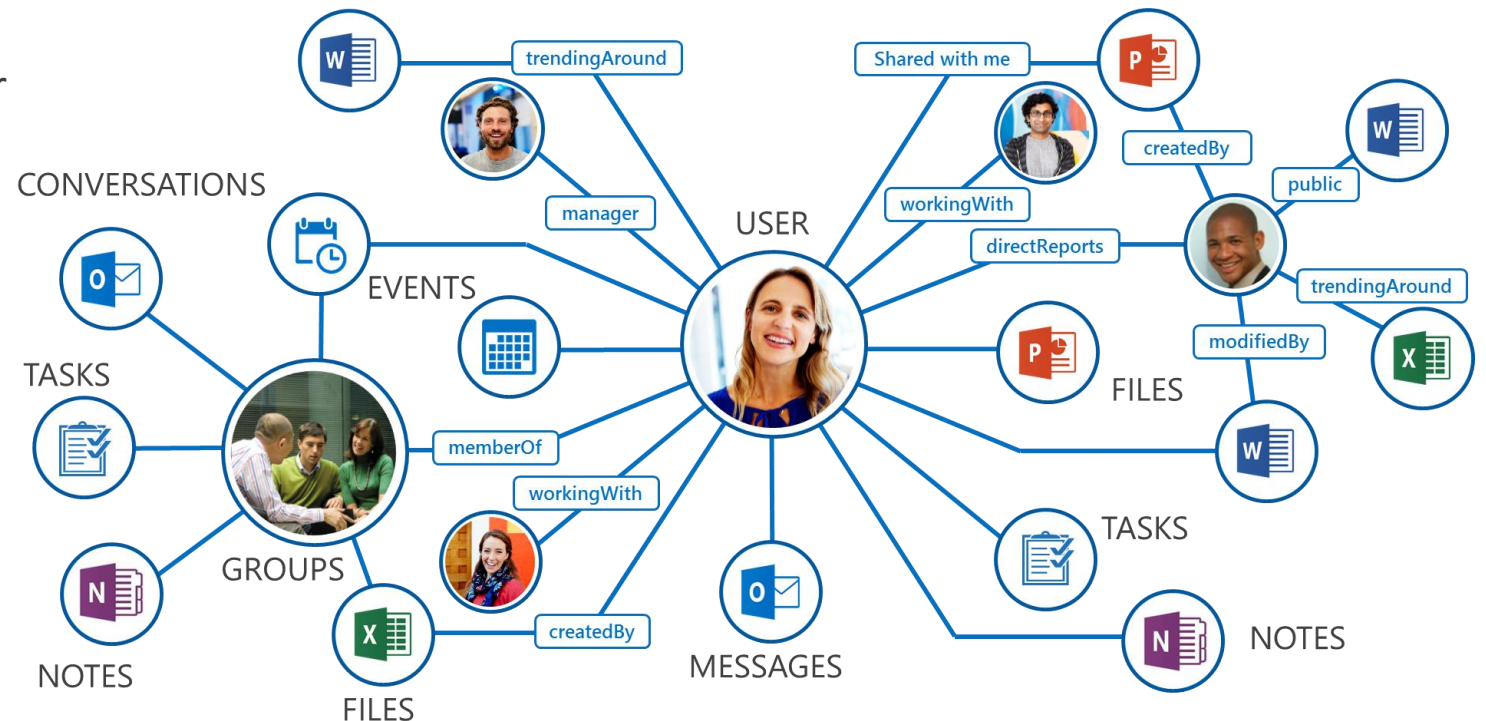 r
trendingAround
Shared with me
W
P
W
createdBy
public
CONVERSATIONS
manager
workingWith
USER
directReports
O
EVENTS
trendingAround
modifiedBy
P
X
TASKS
FILES
memberOf
W
workingWith
TASKS
GROUPS
N
X
O
createdBy
N
NOTES
MESSAGES
NOTES
FILES